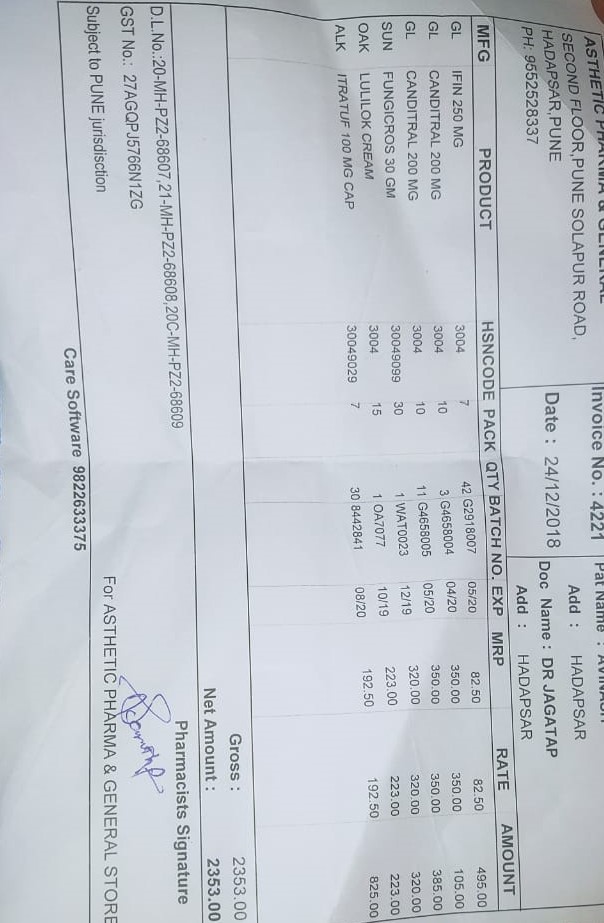 ASTHETIC PHARMA & GENERAL Invoice No. : 4221 Pat Name :
SECOND FLOOR,PUNE SOLAPUR ROAD, Add : HADAPSAR
HADAPSAR,PUNE Date : 24/12/2018 Doc Name : DR JAGATAP
PH: 9552528337 Add : HADAPSAR
MFG PRODUCT HSNCODE PACK QTY BATCH NO. EXP MRP RATE AMOUNT
GL IFIN 250 MG 3004 7 42 G2918007 05/20 82.50 82.50 495.00
GL CANDITRAL 200 MG 3004 10 3 G4658004 04/20 350.00 350.00 105.00
GL CANDITRAL 200 MG 3004 10 11 G4658005 05/20 350.00 350.00 385.00
SUN FUNGICROS 30 GM 30049099 30 1 WAT0023 12/19 320.00 320.00 320.00
OAK LULILOK CREAM 3004 15 1 OA7077 10/19 223.00 223.00 223.00
ALK ITRATUF 100 MG CAP 30049029 7 30 8442841 08/20 192.50 192.50 825.00
Gross : 2353.00
Net Amount : 2353.00
D.L.No.:20-MH-PZ2-68607,21-MH-PZ2-68608,20C-MH-PZ2-68609
Pharmacists Signature
GST No.: 27AGQPJ5766N1ZG
Subject to PUNE jurisdisction
For ASTHETIC PHARMA & GENERAL STORE
Care Software 9822633375